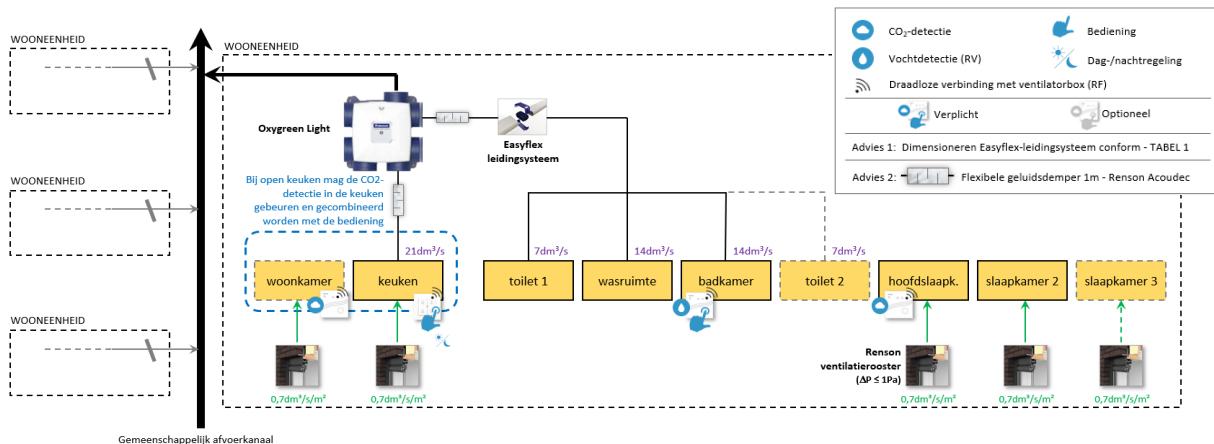 WOONEENHEID
WOONEENHEID
CO₂-detectie
Bediening
Vochtdetectie (RV)
Dag-/nachtregeling
Draadloze verbinding met ventilatorbox (RF)
Verplicht
Optioneel
Advies 1: Dimensioneren Easyflex-leidingsysteem conform - TABEL 1
Advies 2:
Flexibele geluidsdemper 1m - Renson Acoudec
Oxygreen Light
Easyflex
leidingsysteem
Bij open keuken mag de CO2-
detectie in de keuken
gebeuren en gecombineerd
worden met de bediening
WOONEENHEID
21dm³/s
7dm³/s
14dm³/s
14dm³/s
7dm³/s
woonkamer
keuken
toilet 1
wasruimte
badkamer
toilet 2
hoofdslaapk.
slaapkamer 2
slaapkamer 3
WOONEENHEID
Renson
ventilatierooster
(ΔP ≤ 1Pa)
0,7dm³/s/m²
0,7dm³/s/m²
0,7dm³/s/m²
0,7dm³/s/m²
0,7dm³/s/m²
Gemeenschappelijk afvoerkanaal